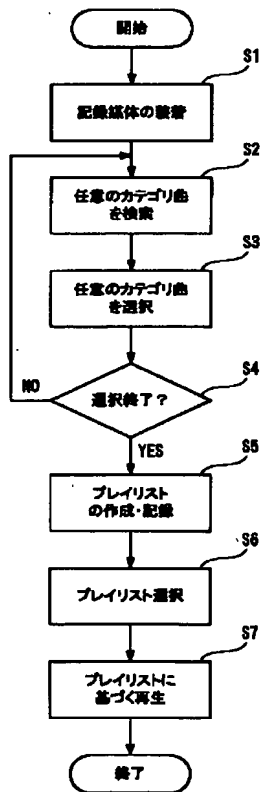 開始
S1
記録媒体の装着
S2
任意のカテゴリ曲
を検索
S3
任意のカテゴリ曲
を選択
S4
選択終了?
NO
YES
S5
プレイリスト
の作成・記録
S6
プレイリスト選択
S7
プレイリストに
基づく再生
終了